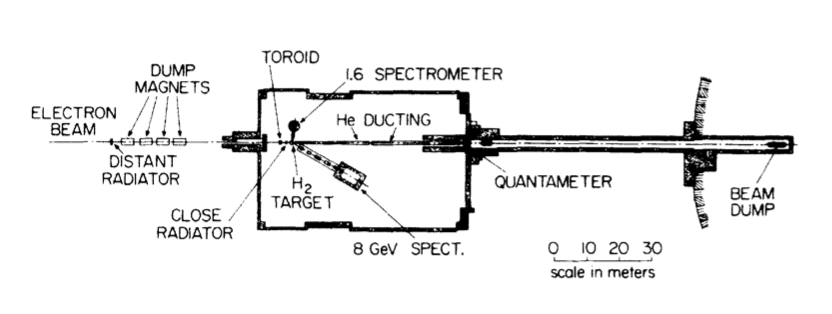 TOROID
1.6 SPECTROMETER
DUMP
MAGNETS
ELECTRON
BEAM
He DUCTING
DISTANT
RADIATOR
H2
TARGET
QUANTAMETER
BEAM
DUMP
CLOSE
RADIATOR
8 GeV SPECT.
0 10 20 30
scale in meters